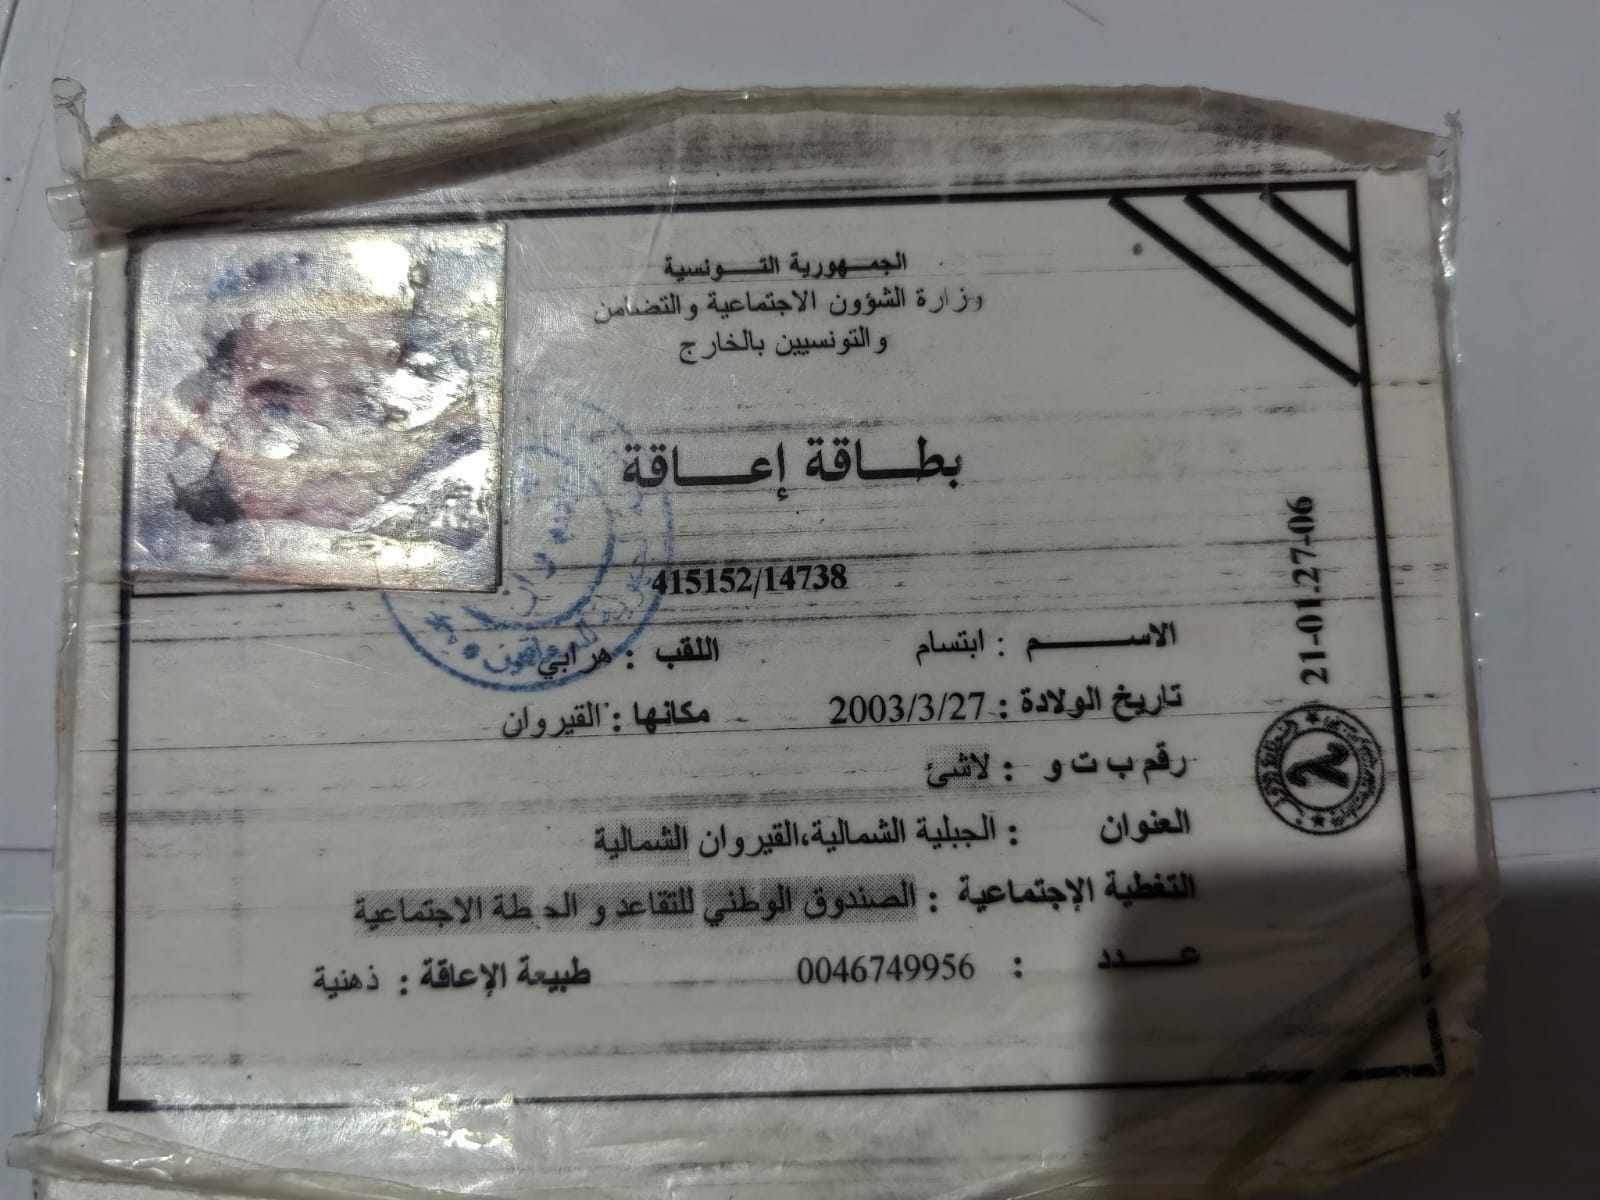 الجمهورية التونسية
وزارة الشؤون الاجتماعية والتضامن
والتونسيين بالخارج
بطاقة إعاقة
415152/14738
الاسم : ابتسام اللقب : هرابي
تاريخ الولادة : 2003/3/27 مكانها : القيروان
رقم ب ت و : لاشئ
العنوان : الجبلية الشمالية،القيروان الشمالية
التغطية الإجتماعية : الصندوق الوطني للتقاعد و الحيطة الاجتماعية
عدد : 0046749956 طبيعة الإعاقة : ذهنية
21-01.27-06